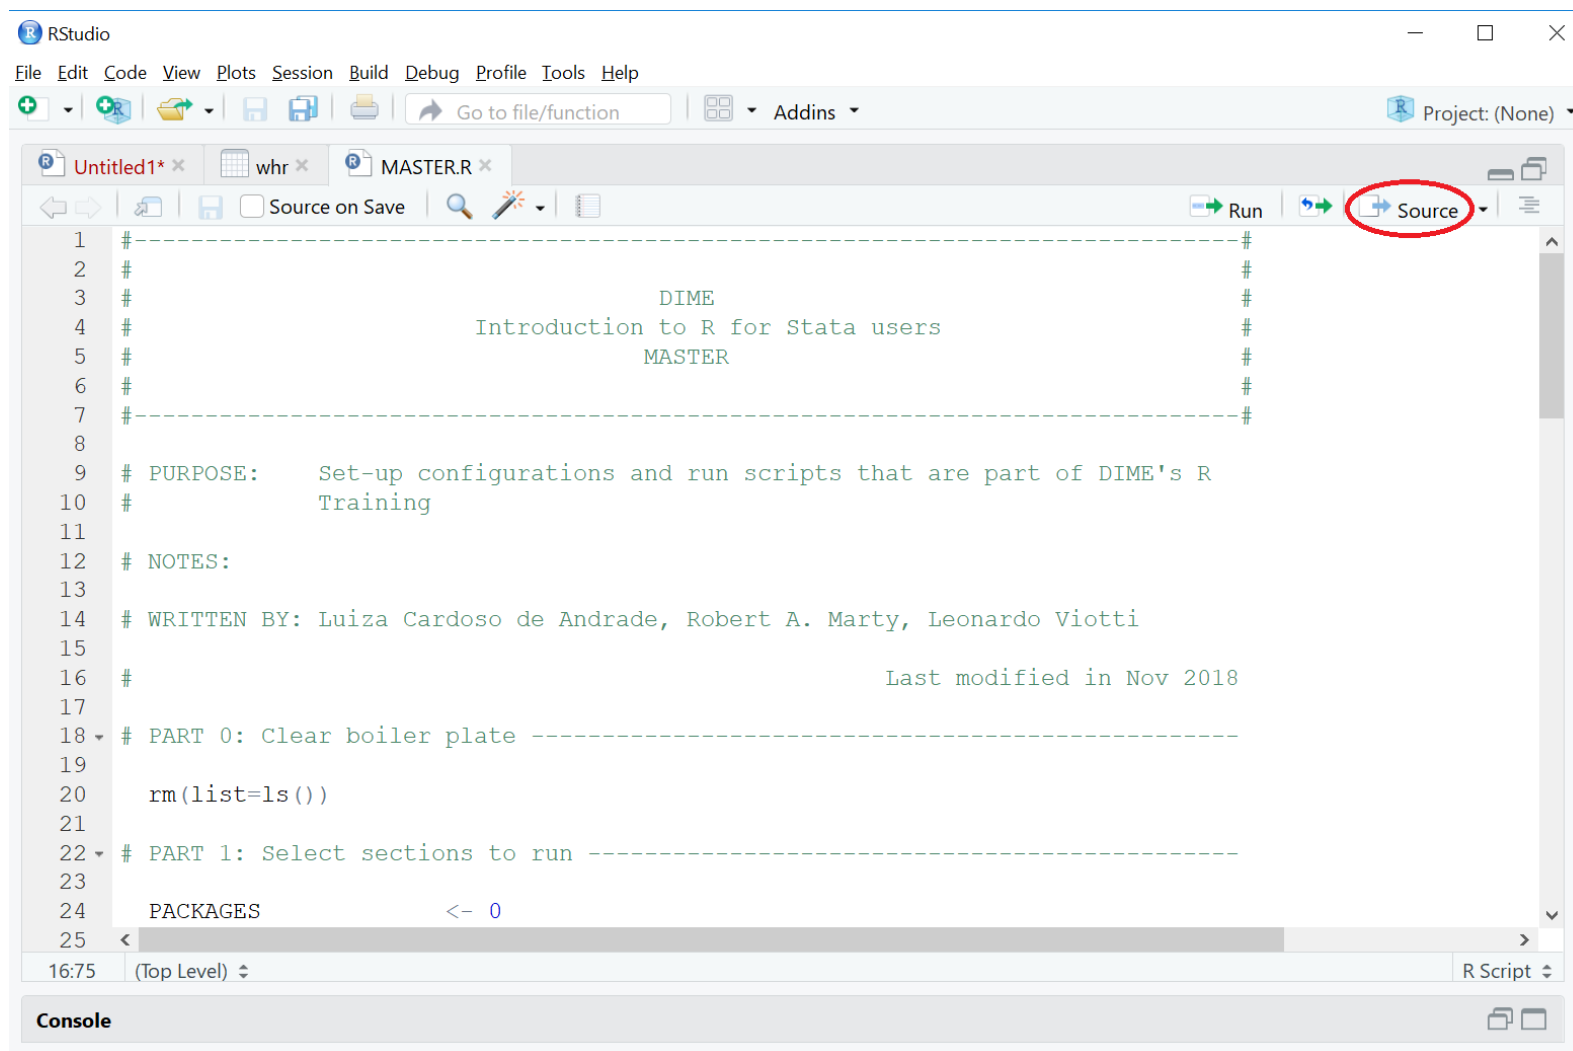 RStudio
File Edit Code View Plots Session Build Debug Profile Tools Help
Go to file/function Addins Project: (None)
Untitled1* whr MASTER.R
Source on Save Run Source
1 #------------------------------------------------------------------------------#
2 # #
3 # DIME #
4 # Introduction to R for Stata users #
5 # MASTER #
6 # #
7 #------------------------------------------------------------------------------#
8
9 # PURPOSE: Set-up configurations and run scripts that are part of DIME's R
10 # Training
11
12 # NOTES:
13
14 # WRITTEN BY: Luiza Cardoso de Andrade, Robert A. Marty, Leonardo Viotti
15
16 # Last modified in Nov 2018
17
18 # PART 0: Clear boiler plate --------------------------------------------------
19
20 rm(list=ls())
21
22 # PART 1: Select sections to run ----------------------------------------------
23
24 PACKAGES <- 0
25
16:75 (Top Level) R Script
Console